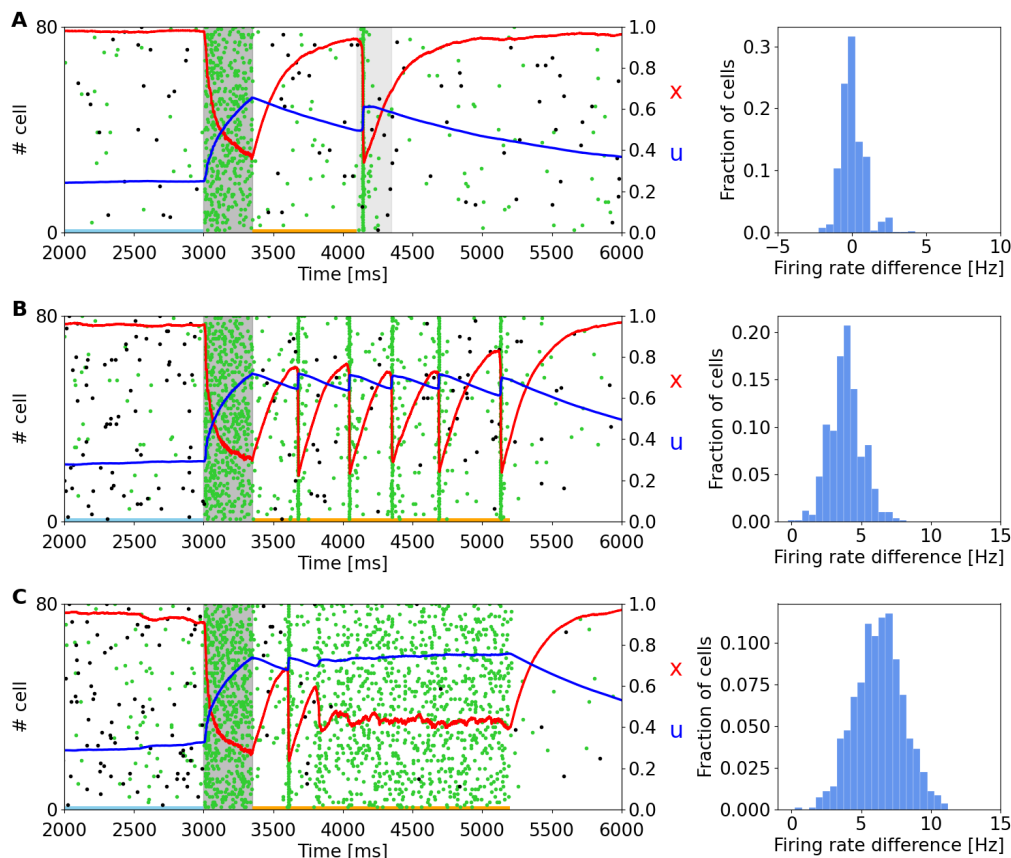 A
80
0
# cell
2000 2500 3000 3500 4000 4500 5000 5500 6000
Time [ms]
1.0
0.8
0.6
0.4
0.2
0.0
x
u
0.3
0.2
0.1
0.0
Fraction of cells
−5 0 5 10
Firing rate difference [Hz]
B
80
0
# cell
2000 2500 3000 3500 4000 4500 5000 5500 6000
Time [ms]
1.0
0.8
0.6
0.4
0.2
0.0
x
u
0.20
0.15
0.10
0.05
0.00
Fraction of cells
0 5 10 15
Firing rate difference [Hz]
C
80
0
# cell
2000 2500 3000 3500 4000 4500 5000 5500 6000
Time [ms]
1.0
0.8
0.6
0.4
0.2
0.0
x
u
0.100
0.075
0.050
0.025
0.000
Fraction of cells
0 5 10 15
Firing rate difference [Hz]